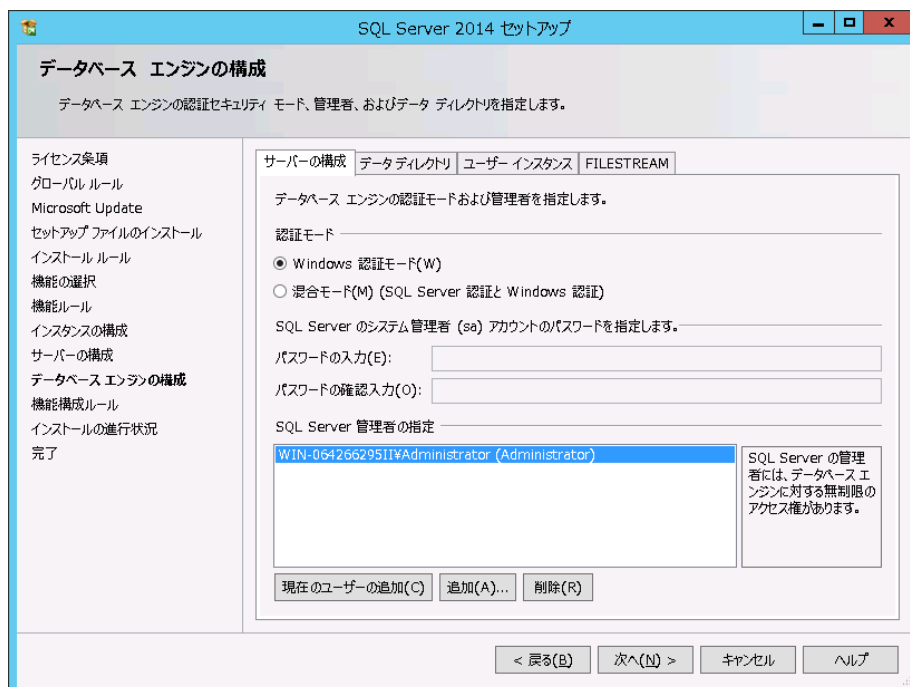 SQL Server 2014 セットアップ
データベース エンジンの構成
データベース エンジンの認証セキュリティ モード、管理者、およびデータ ディレクトリを指定します。
ライセンス条項
グローバル ルール
Microsoft Update
セットアップ ファイルのインストール
インストール ルール
機能の選択
機能ルール
インスタンスの構成
サーバーの構成
データベース エンジンの構成
機能構成ルール
インストールの進行状況
完了
サーバーの構成 データ ディレクトリ ユーザー インスタンス FILESTREAM
データベース エンジンの認証モードおよび管理者を指定します。
認証モード
Windows 認証モード(W)
混合モード(M) (SQL Server 認証と Windows 認証)
SQL Server のシステム管理者 (sa) アカウントのパスワードを指定します。
パスワードの入力(E):
パスワードの確認入力(O):
SQL Server 管理者の指定
WIN-064266295II¥Administrator (Administrator)
SQL Server の管理
者には、データベース エ
ンジンに対する無制限の
アクセス権があります。
現在のユーザーの追加(C) 追加(A)... 削除(R)
< 戻る(B) 次へ(N) > キャンセル ヘルプ